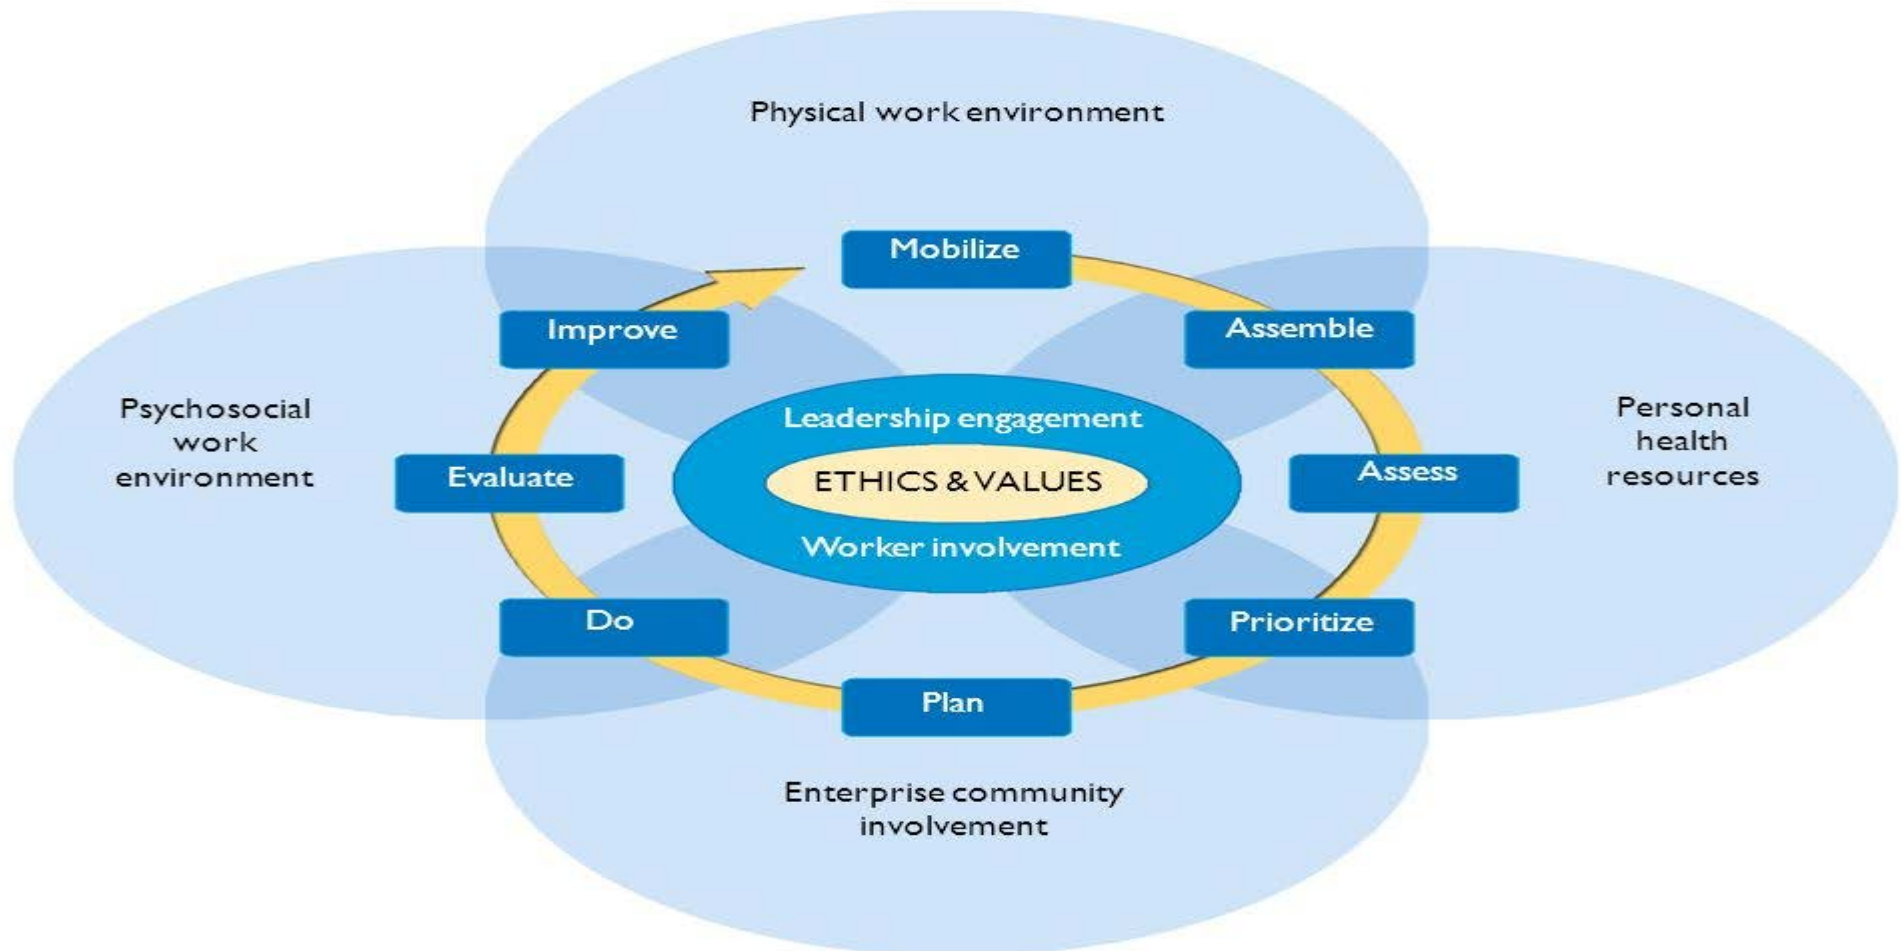 Physical work environment
Mobilize
Improve
Assemble
Psychosocial
work
environment
Leadership engagement
Personal
health
resources
Evaluate
ETHICS & VALUES
Assess
Worker involvement
Do
Prioritize
Plan
Enterprise community
involvement